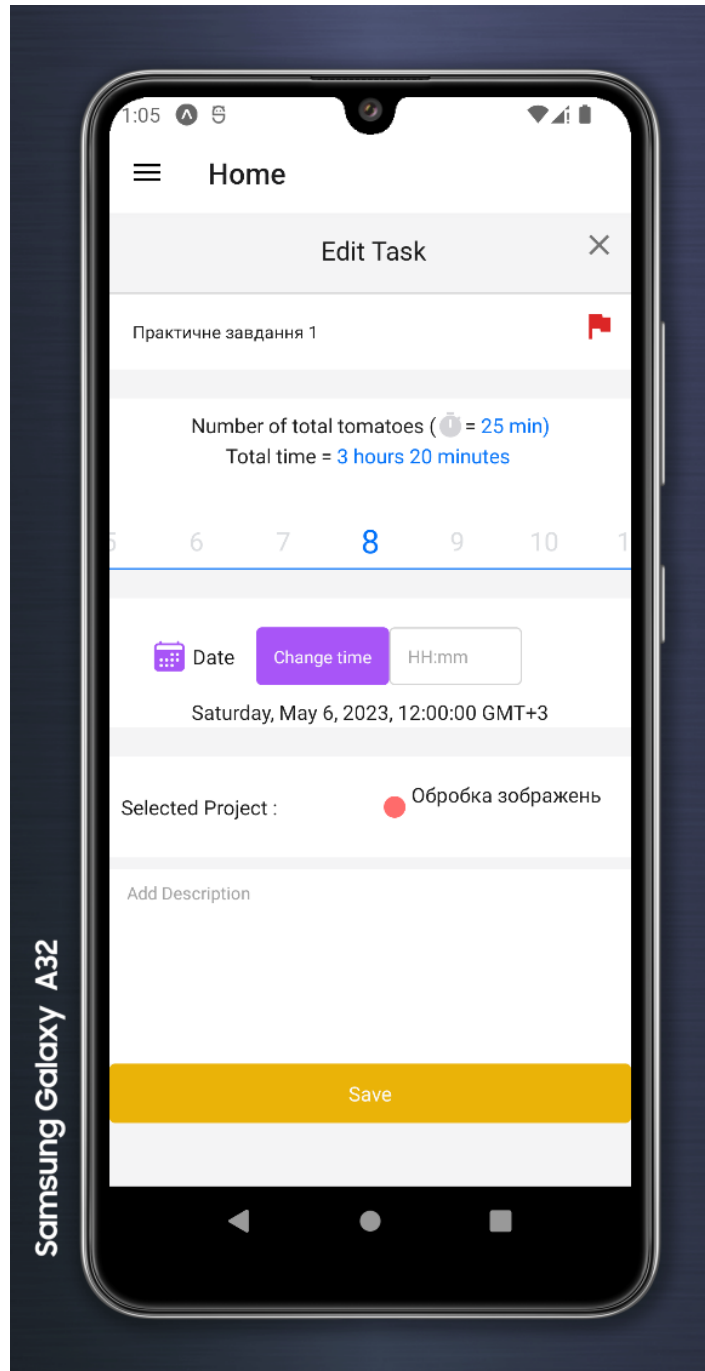 1:05
Home
Edit Task
Практичне завдання 1
Number of total tomatoes ( = 25 min)
Total time = 3 hours 20 minutes
6 7 8 9 10
Date Change time HH:mm
Saturday, May 6, 2023, 12:00:00 GMT+3
Selected Project : Обробка зображень
Add Description
Save
Samsung Galaxy A32